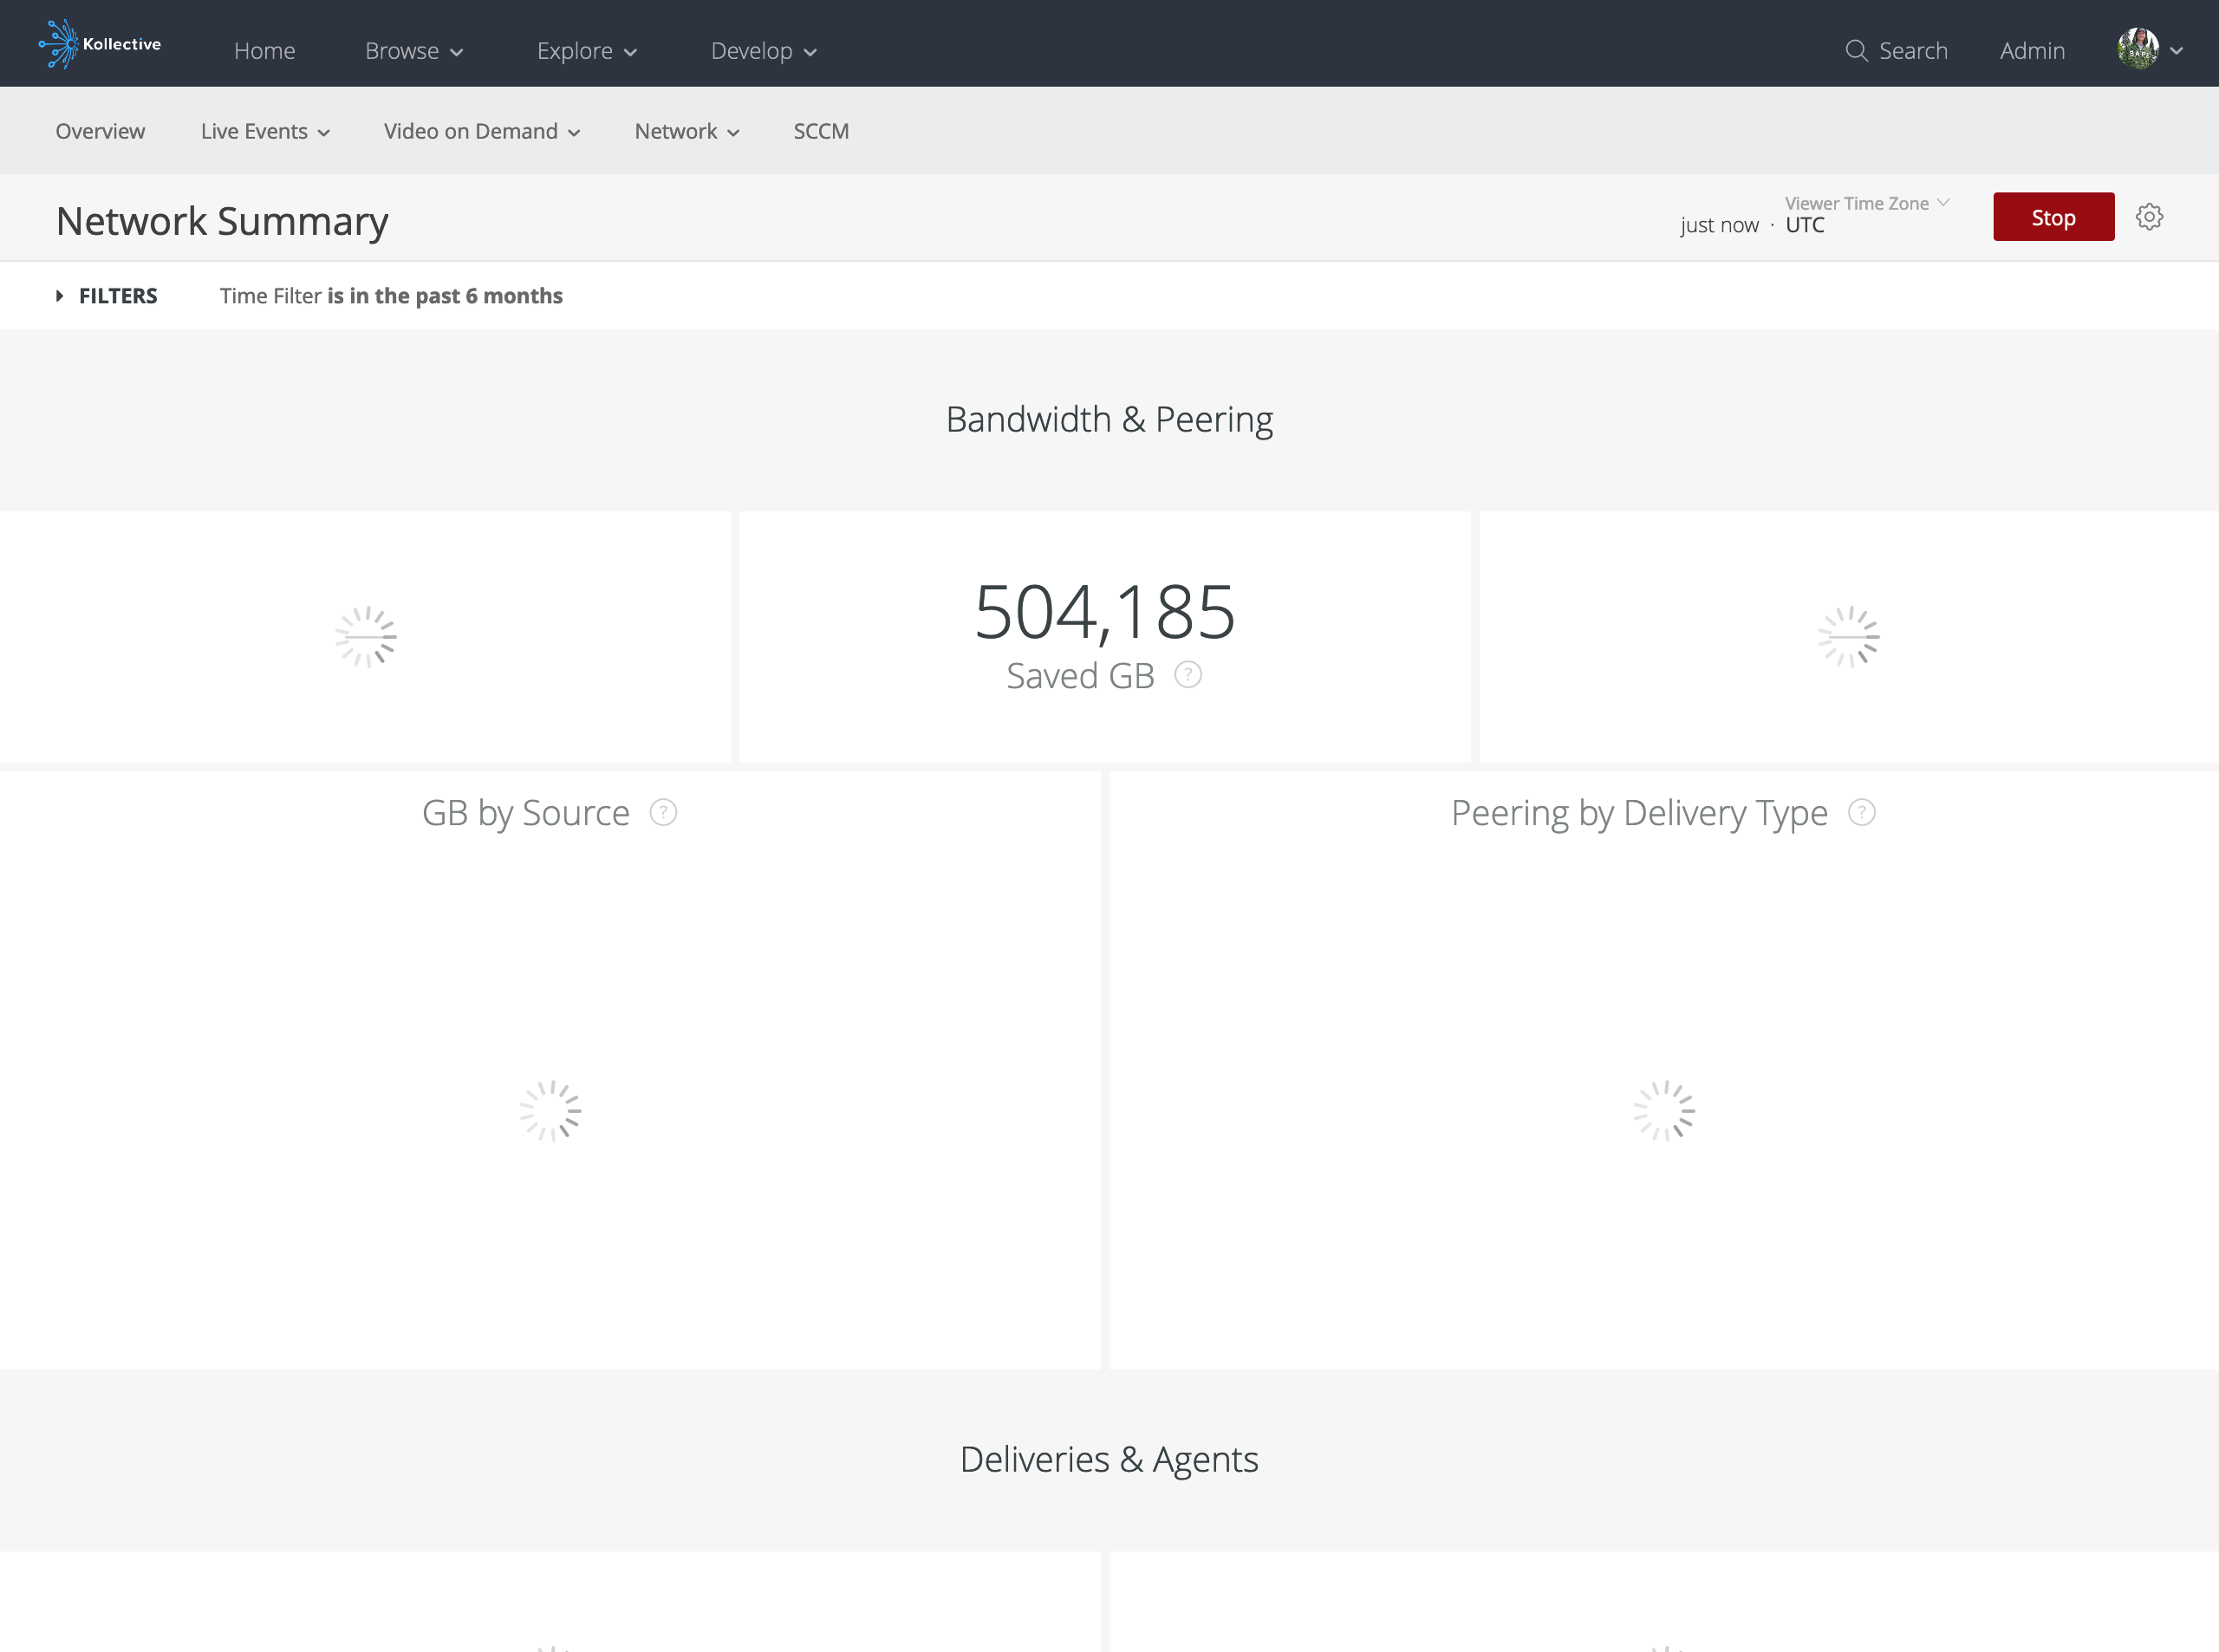 Kollective
Home
Browse
Explore
Develop
Search
Admin
Overview
Live Events
Video on Demand
Network
SCCM
Network Summary
just now · UTC
Viewer Time Zone
Stop
FILTERS
Time Filter is in the past 6 months
Bandwidth & Peering
504,185
Saved GB ?
GB by Source ?
Peering by Delivery Type ?
Deliveries & Agents